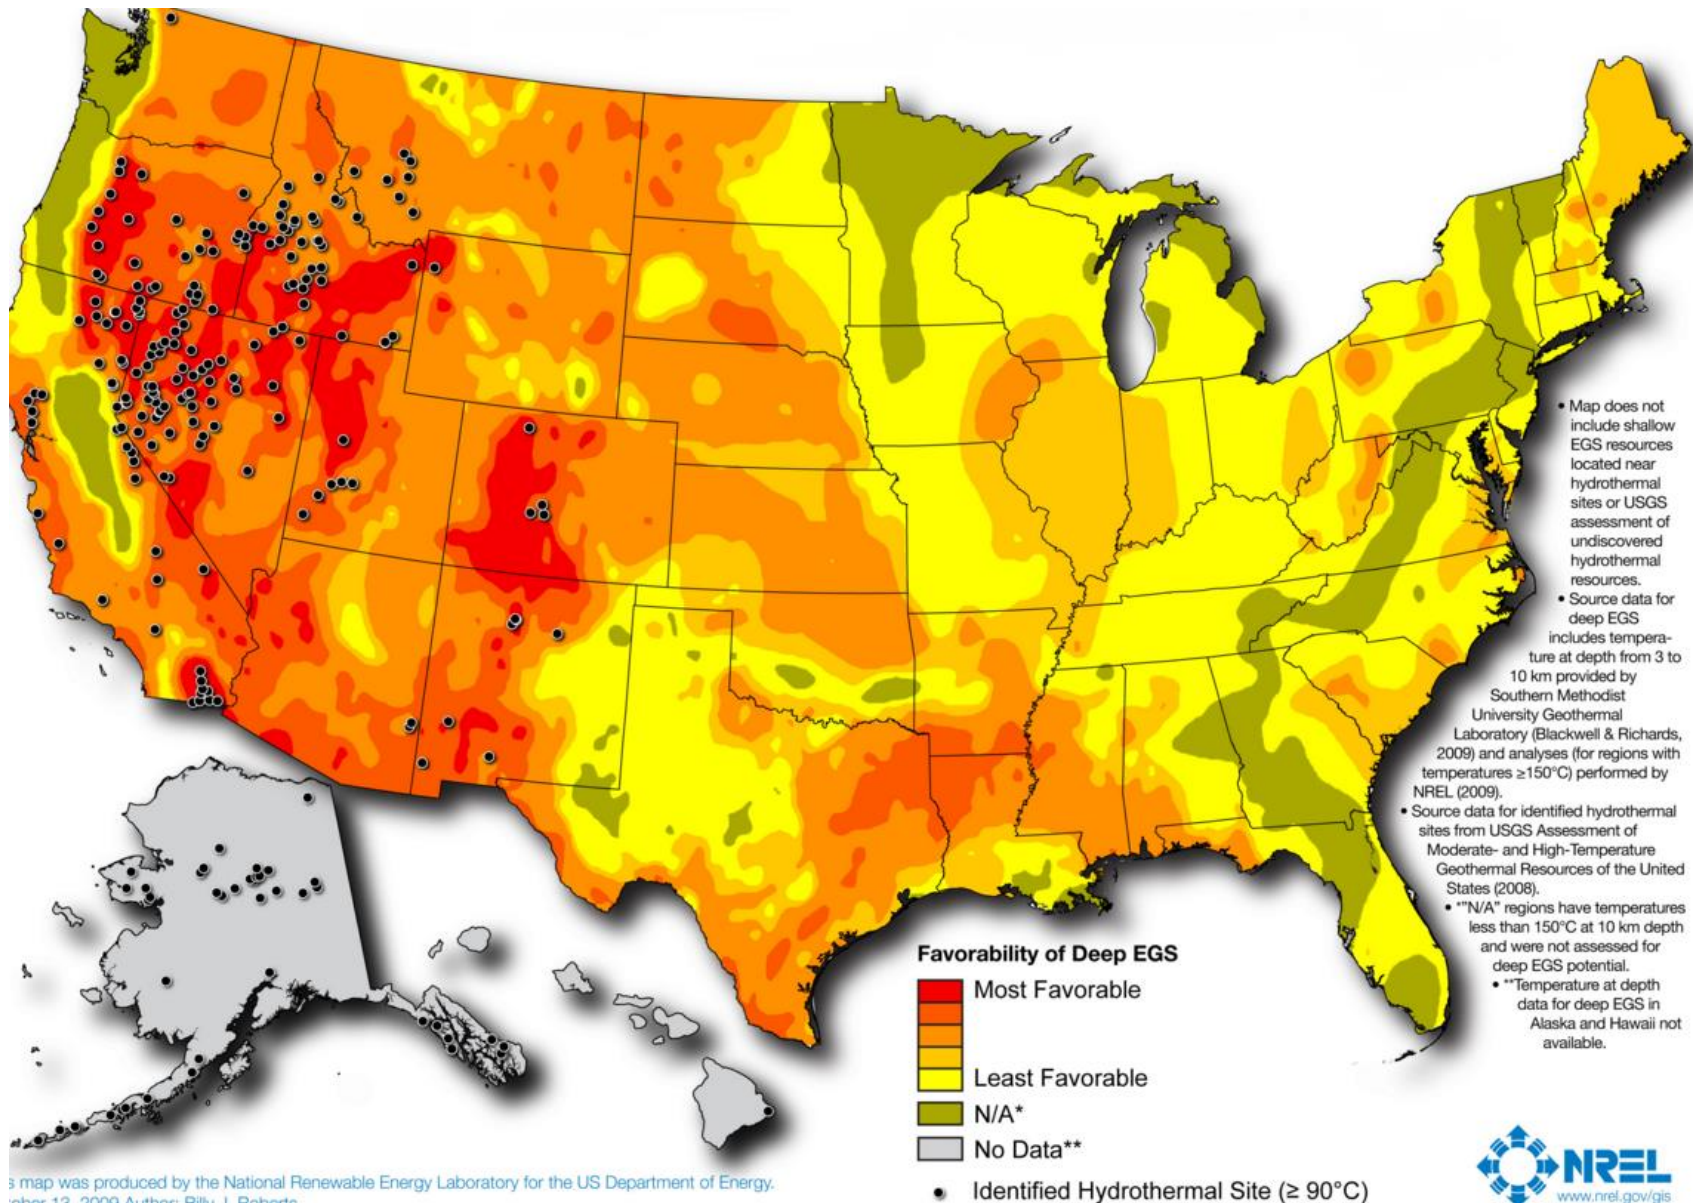 • Map does not
include shallow
EGS resources
located near
hydrothermal
sites or USGS
assessment of
undiscovered
hydrothermal
resources.
• Source data for
deep EGS
includes tempera-
ture at depth from 3 to
10 km provided by
Southern Methodist
University Geothermal
Laboratory (Blackwell & Richards,
2009) and analyses (for regions with
temperatures ≥150°C) performed by
NREL (2009).
• Source data for identified hydrothermal
sites from USGS Assessment of
Moderate- and High-Temperature
Geothermal Resources of the United
States (2008).
• *"N/A" regions have temperatures
less than 150°C at 10 km depth
and were not assessed for
deep EGS potential.
• **Temperature at depth
data for deep EGS in
Alaska and Hawaii not
available.
Favorability of Deep EGS
Most Favorable
Least Favorable
N/A*
No Data**
Identified Hydrothermal Site (≥ 90°C)
s map was produced by the National Renewable Energy Laboratory for the US Department of Energy.
13, 2009 Author: Billy J. Roberts
NREL
www.nrel.gov/gis